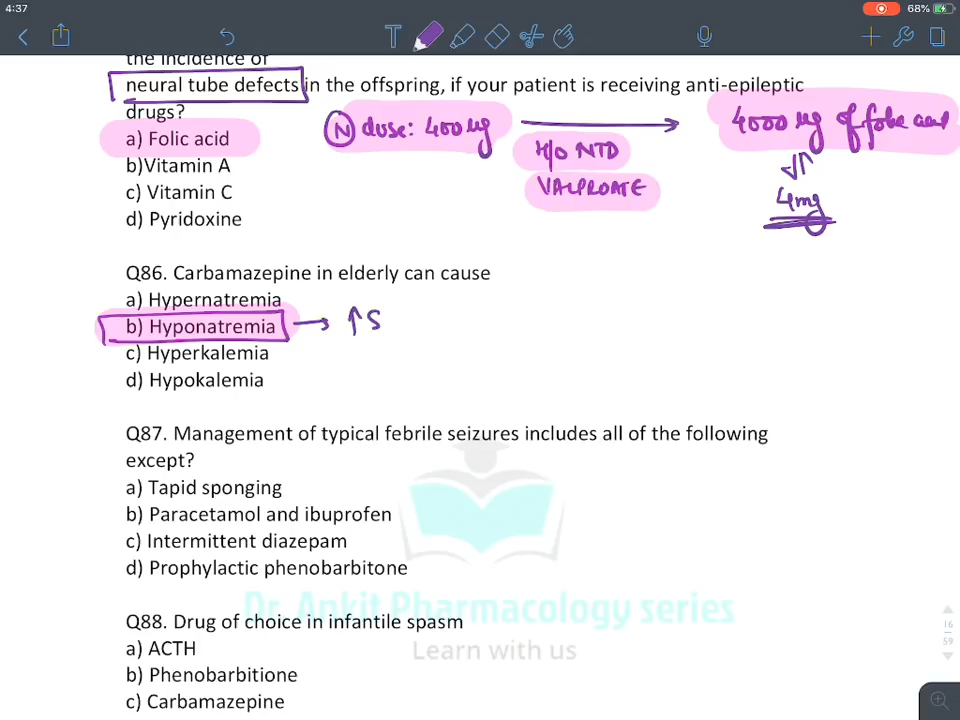 4:37
68%
the incidence of
neural tube defects in the offspring, if your patient is receiving anti-epileptic
drugs?
a) Folic acid
N dose: 400 µg
4000 µg of folic acid
H/O NTD
VALPROATE
4mg
b)Vitamin A
c) Vitamin C
d) Pyridoxine
Q86. Carbamazepine in elderly can cause
a) Hypernatremia
b) Hyponatremia → ↑ S
c) Hyperkalemia
d) Hypokalemia
Q87. Management of typical febrile seizures includes all of the following
except?
a) Tapid sponging
b) Paracetamol and ibuprofen
c) Intermittent diazepam
d) Prophylactic phenobarbitone
Dr. Ankit Pharmacology series
Learn with us
Q88. Drug of choice in infantile spasm
a) ACTH
b) Phenobarbitione
c) Carbamazepine
16
59